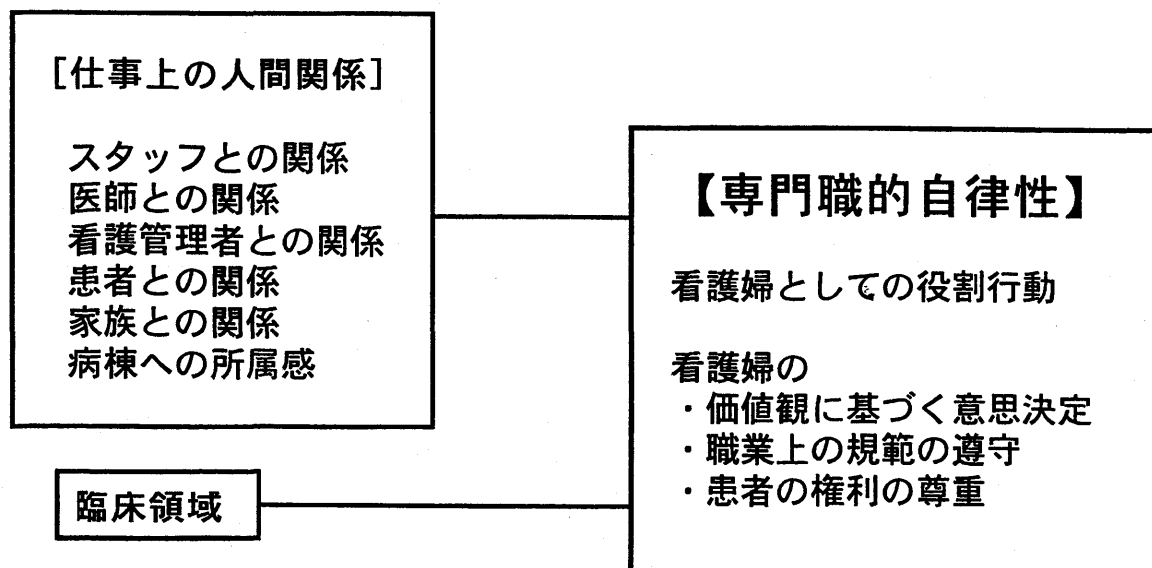 [仕事上の人間関係]
スタッフとの関係
医師との関係
看護管理者との関係
患者との関係
家族との関係
病棟への所属感
臨床領域
【専門職的自律性】
看護婦としての役割行動
看護婦の
・価値観に基づく意思決定
・職業上の規範の遵守
・患者の権利の尊重